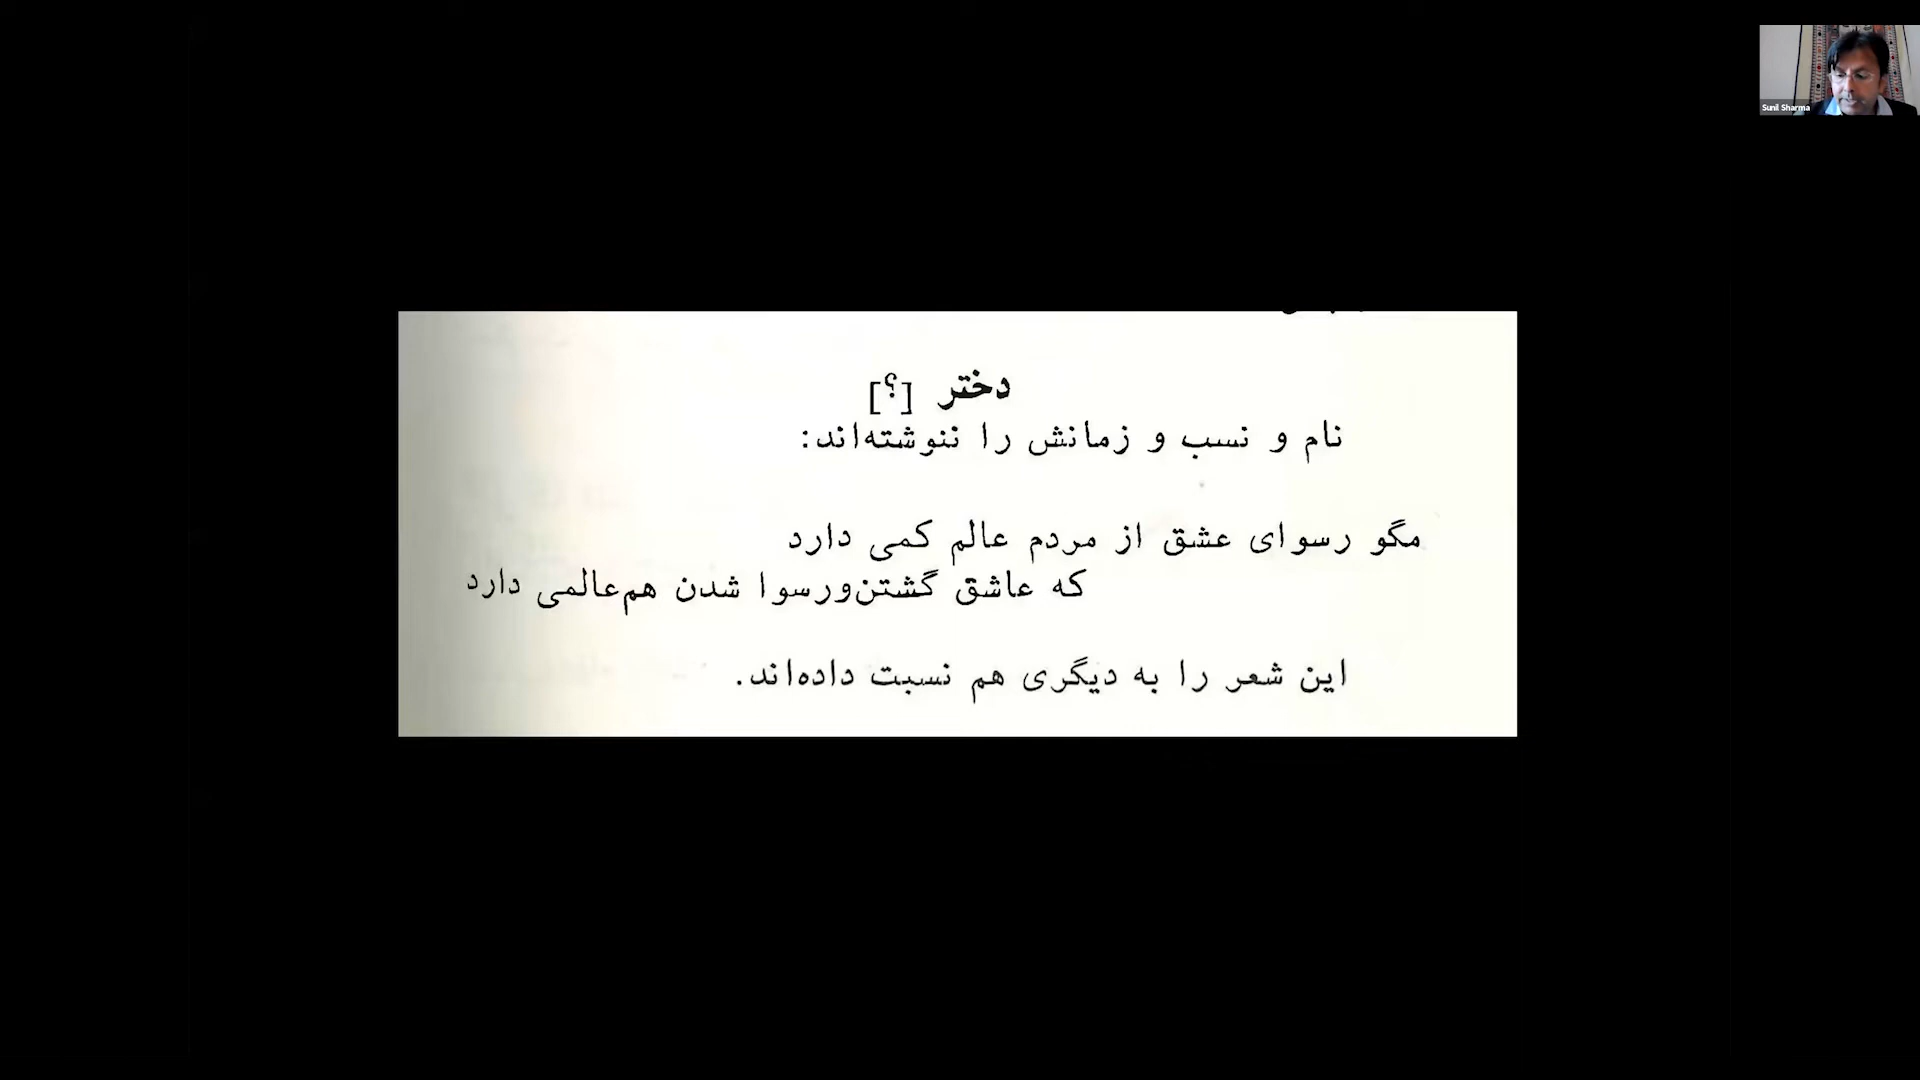 Sunil Sharma
دختر [؟]
نام و نسب و زمانش را ننوشته‌اند:
مگو رسوای عشق از مردم عالم کمی دارد
که عاشق گشتن‌ورسوا شدن هم‌عالمی دارد
این شعر را به دیگری هم نسبت داده‌اند.